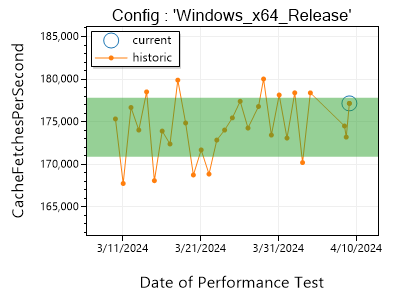 Config : 'Windows_x64_Release'
current
historic
CacheFetchesPerSecond
185,000
180,000
175,000
170,000
165,000
3/11/2024
3/21/2024
3/31/2024
4/10/2024
Date of Performance Test